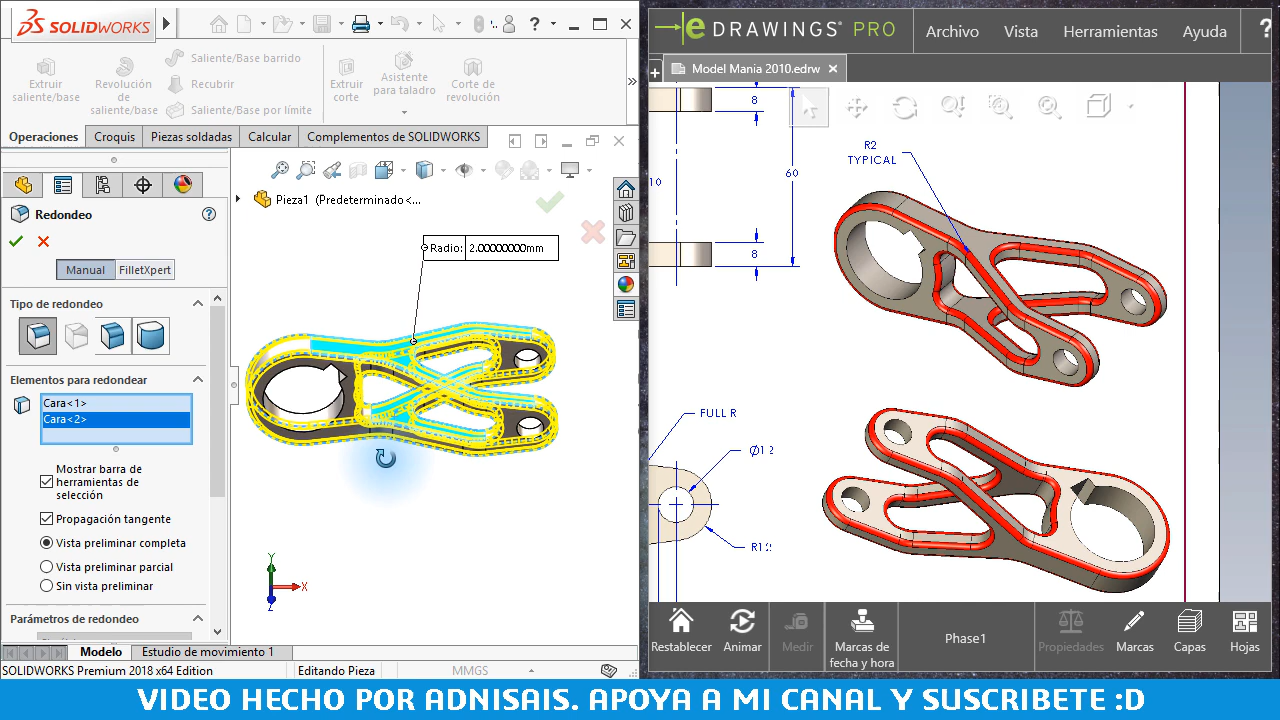 SOLIDWORKS
?
Extruir
saliente/base
Revolución
de
saliente/base
Saliente/Base barrido
Recubrir
Saliente/Base por límite
Extruir
corte
Asistente
para taladro
Corte de
revolución
Operaciones
Croquis
Piezas soldadas
Calcular
Complementos de SOLIDWORKS
Redondeo
Manual
FilletXpert
Tipo de redondeo
Elementos para redondear
Cara<1>
Cara<2>
Mostrar barra de
herramientas de
selección
Propagación tangente
Vista preliminar completa
Vista preliminar parcial
Sin vista preliminar
Parámetros de redondeo
Pieza1 (Predeterminado<...
Radio: 2.00000000mm
Y
X
Z
Modelo
Estudio de movimiento 1
SOLIDWORKS Premium 2018 x64 Edition
Editando Pieza
MMGS
e DRAWINGS® PRO
Archivo
Vista
Herramientas
Ayuda
?
Model Mania 2010.edrw
8
60
10
8
R2
TYPICAL
FULL R
Ø12
R12
Restablecer
Animar
Medir
Marcas de
fecha y hora
Phase1
Propiedades
Marcas
Capas
Hojas
VIDEO HECHO POR ADNISAIS. APOYA A MI CANAL Y SUSCRIBETE :D